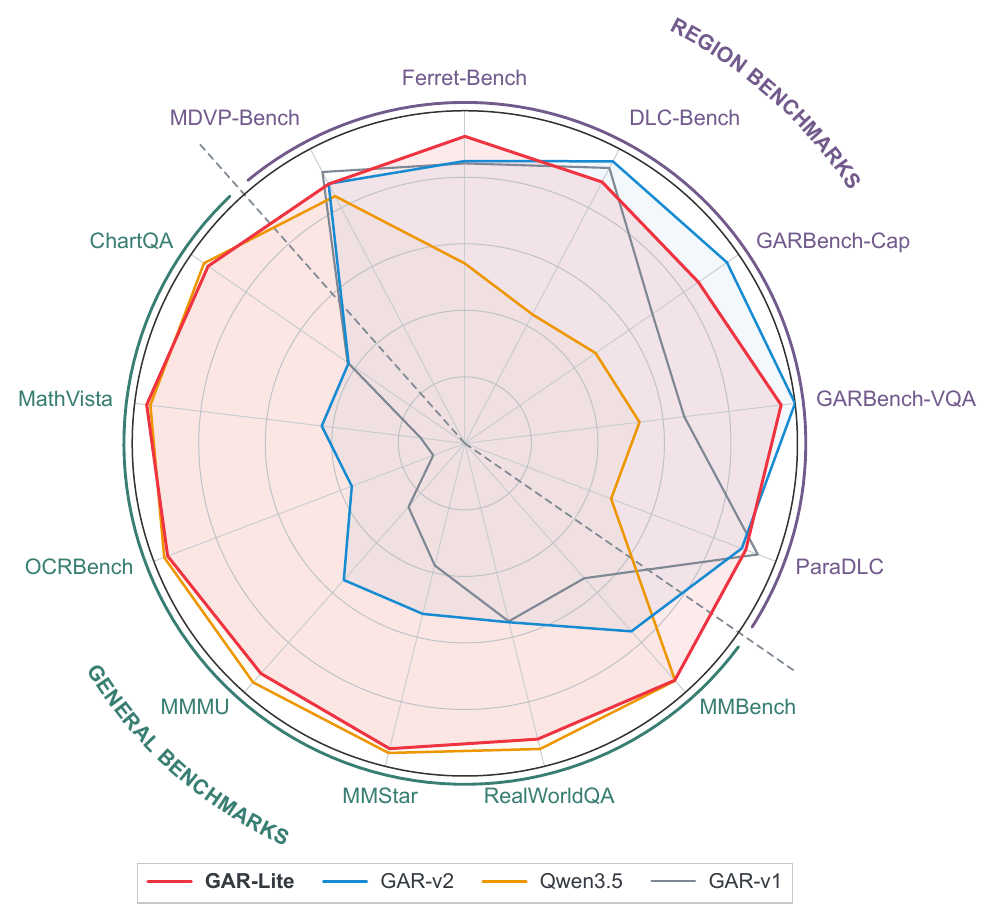 REGION BENCHMARKS
Ferret-Bench
MDVP-Bench
DLC-Bench
ChartQA
GARBench-Cap
MathVista
GARBench-VQA
OCRBench
ParaDLC
MMMU
MMBench
GENERAL BENCHMARKS
MMStar
RealWorldQA
GAR-Lite
GAR-v2
Qwen3.5
GAR-v1